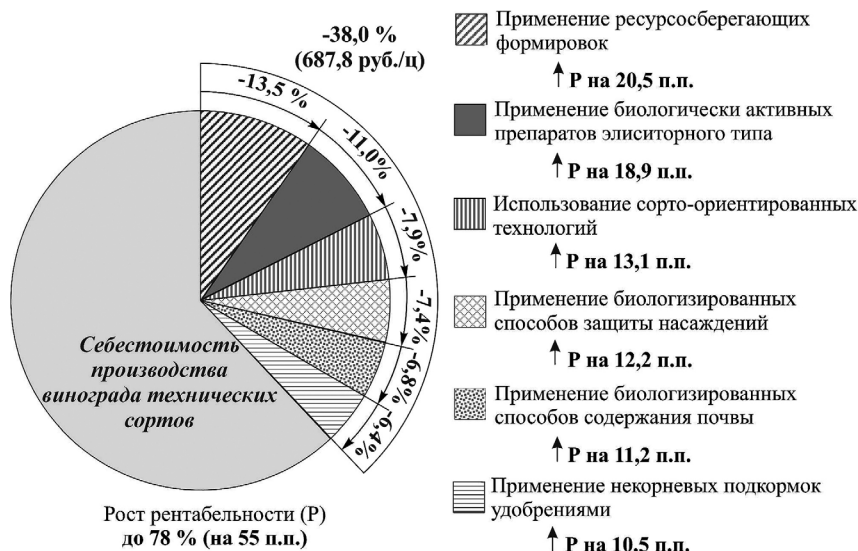 -38,0 %
(687,8 руб./ц)
-13,5 %
-11,0%
-7,9%
-7,4%
-6,8%
-6,4%
Себестоимость
производства
винограда технических
сортов
Рост рентабельности (Р)
до 78 % (на 55 п.п.)
Применение ресурсосберегающих
формировок
↑ Р на 20,5 п.п.
Применение биологически активных
препаратов элиситорного типа
↑ Р на 18,9 п.п.
Использование сорто-ориентированных
технологий
↑ Р на 13,1 п.п.
Применение биологизированных
способов защиты насаждений
↑ Р на 12,2 п.п.
Применение биологизированных
способов содержания почвы
↑ Р на 11,2 п.п.
Применение некорневых подкормок
удобрениями
↑ Р на 10,5 п.п.